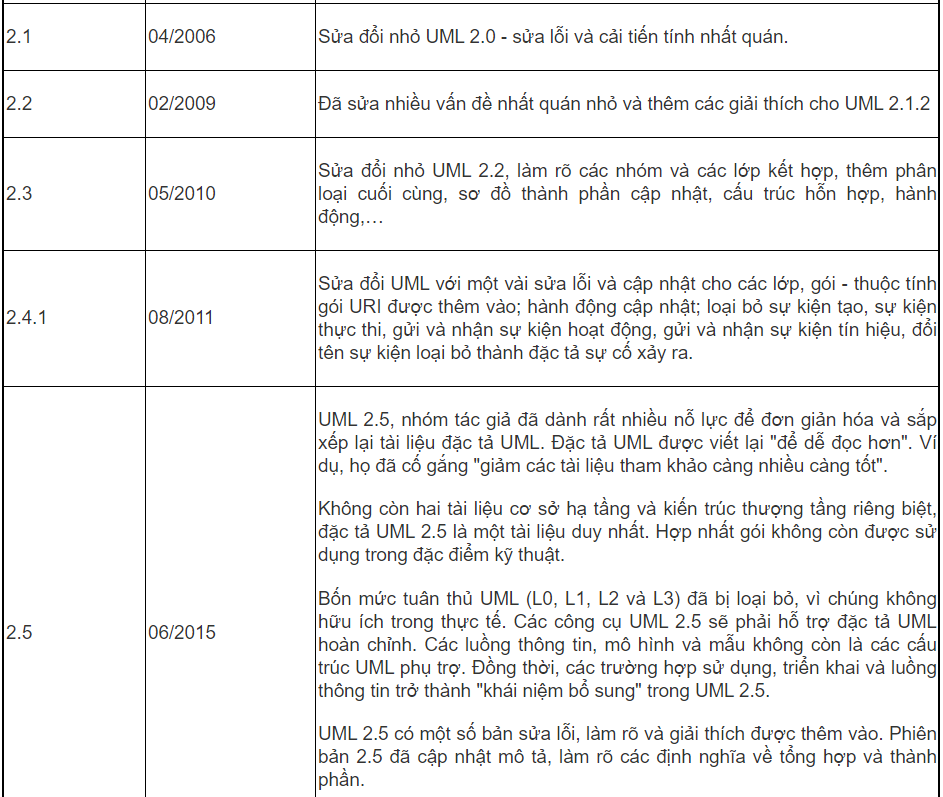 2.1
04/2006
Sửa đổi nhỏ UML 2.0 - sửa lỗi và cải tiến tính nhất quán.
2.2
02/2009
Đã sửa nhiều vấn đề nhất quán nhỏ và thêm các giải thích cho UML 2.1.2
2.3
05/2010
Sửa đổi nhỏ UML 2.2, làm rõ các nhóm và các lớp kết hợp, thêm phân
loại cuối cùng, sơ đồ thành phần cập nhật, cấu trúc hỗn hợp, hành
động,…
2.4.1
08/2011
Sửa đổi UML với một vài sửa lỗi và cập nhật cho các lớp, gói - thuộc tính
gói URI được thêm vào; hành động cập nhật; loại bỏ sự kiện tạo, sự kiện
thực thi, gửi và nhận sự kiện hoạt động, gửi và nhận sự kiện tín hiệu, đổi
tên sự kiện loại bỏ thành đặc tả sự cố xảy ra.
2.5
06/2015
UML 2.5, nhóm tác giả đã dành rất nhiều nỗ lực để đơn giản hóa và sắp
xếp lại tài liệu đặc tả UML. Đặc tả UML được viết lại "để dễ đọc hơn". Ví
dụ, họ đã cố gắng "giảm các tài liệu tham khảo càng nhiều càng tốt".
Không còn hai tài liệu cơ sở hạ tầng và kiến trúc thượng tầng riêng biệt,
đặc tả UML 2.5 là một tài liệu duy nhất. Hợp nhất gói không còn được sử
dụng trong đặc điểm kỹ thuật.
Bốn mức tuân thủ UML (L0, L1, L2 và L3) đã bị loại bỏ, vì chúng không
hữu ích trong thực tế. Các công cụ UML 2.5 sẽ phải hỗ trợ đặc tả UML
hoàn chỉnh. Các luồng thông tin, mô hình và mẫu không còn là các cấu
trúc UML phụ trợ. Đồng thời, các trường hợp sử dụng, triển khai và luồng
thông tin trở thành "khái niệm bổ sung" trong UML 2.5.
UML 2.5 có một số bản sửa lỗi, làm rõ và giải thích được thêm vào. Phiên
bản 2.5 đã cập nhật mô tả, làm rõ các định nghĩa về tổng hợp và thành
phần.